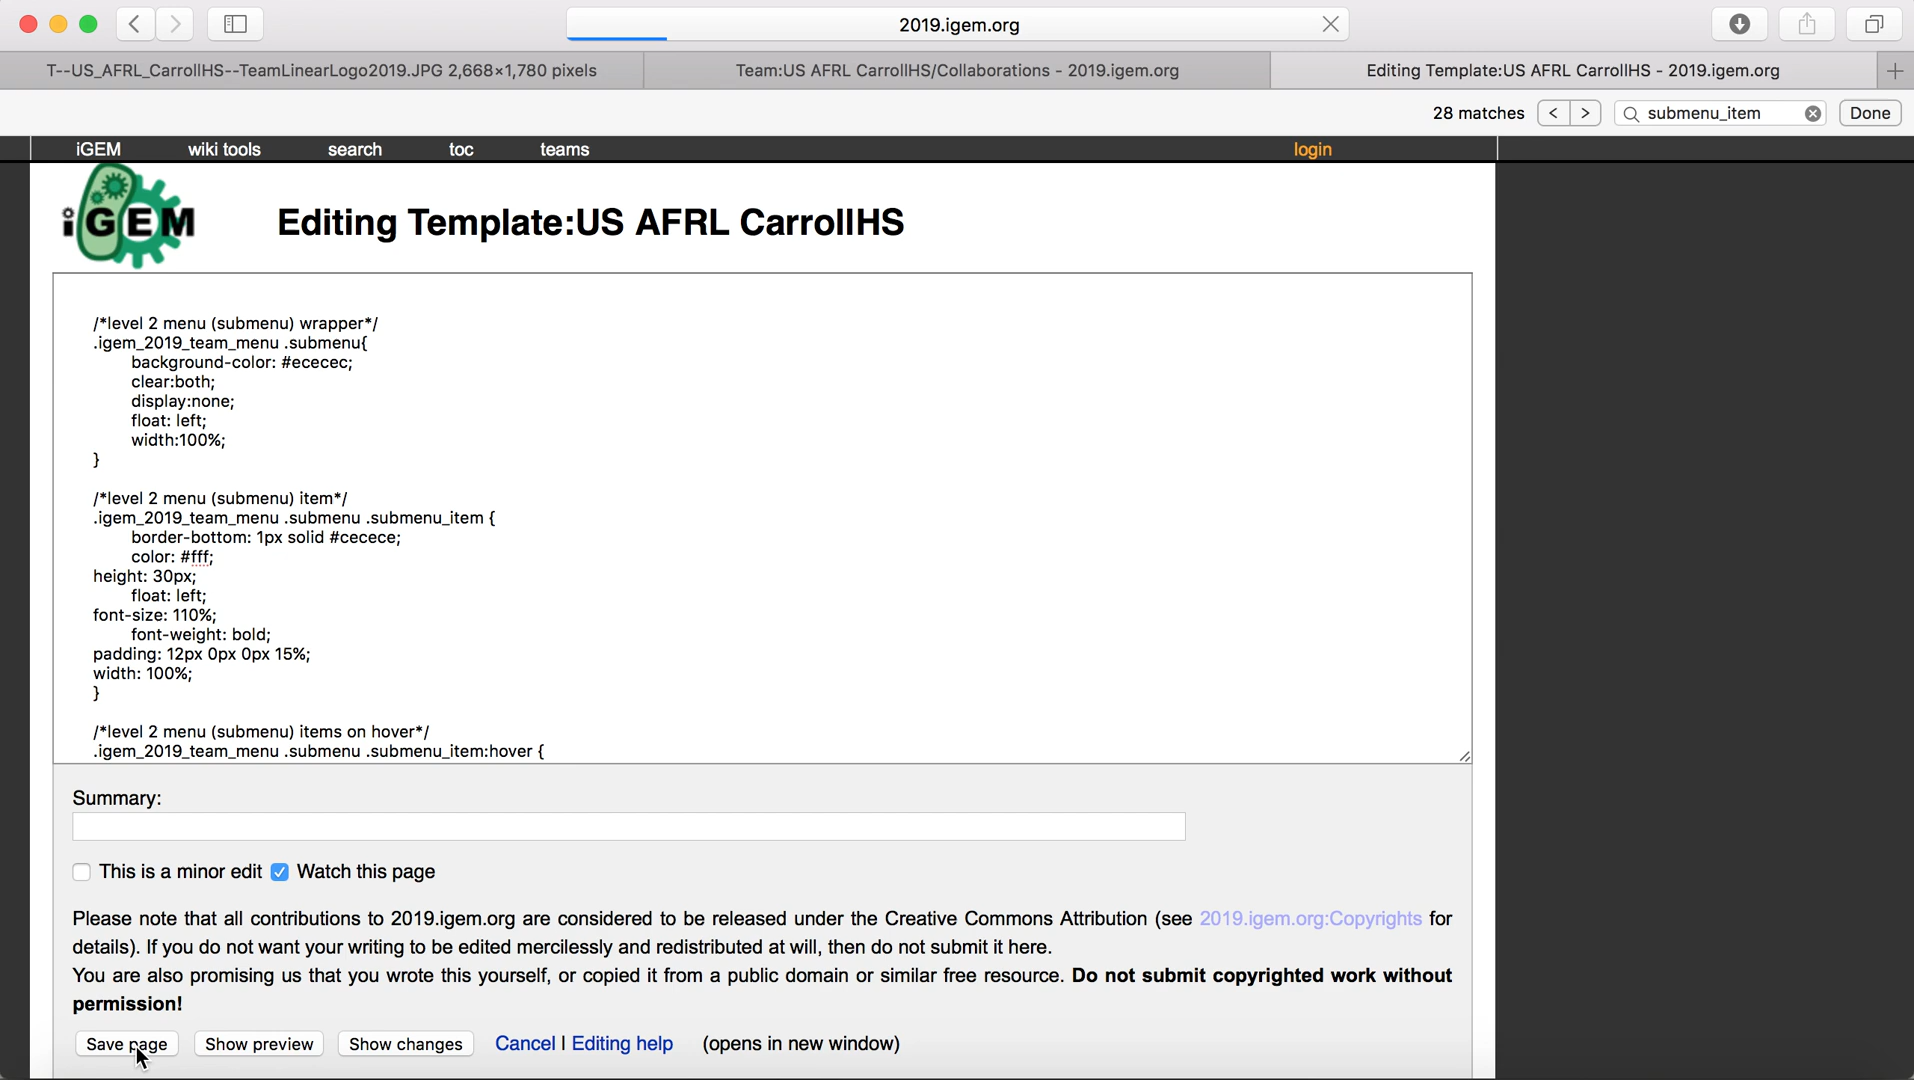 2019.igem.org
T--US_AFRL_CarrollHS--TeamLinearLogo2019.JPG 2,668×1,780 pixels
Team:US AFRL CarrollHS/Collaborations - 2019.igem.org
Editing Template:US AFRL CarrollHS - 2019.igem.org
28 matches
submenu_item
Done
iGEM
wiki tools
search
toc
teams
login
iGEM
Editing Template:US AFRL CarrollHS
/*level 2 menu (submenu) wrapper*/
.igem_2019_team_menu .submenu{
background-color: #ececec;
clear:both;
display:none;
float: left;
width:100%;
}
/*level 2 menu (submenu) item*/
.igem_2019_team_menu .submenu .submenu_item {
border-bottom: 1px solid #cecece;
color: #fff;
height: 30px;
float: left;
font-size: 110%;
font-weight: bold;
padding: 12px 0px 0px 15%;
width: 100%;
}
/*level 2 menu (submenu) items on hover*/
.igem_2019_team_menu .submenu .submenu_item:hover {
Summary:
This is a minor edit
Watch this page
Please note that all contributions to 2019.igem.org are considered to be released under the Creative Commons Attribution (see 2019.igem.org:Copyrights for
details). If you do not want your writing to be edited mercilessly and redistributed at will, then do not submit it here.
You are also promising us that you wrote this yourself, or copied it from a public domain or similar free resource. Do not submit copyrighted work without
permission!
Save page
Show preview
Show changes
Cancel | Editing help
(opens in new window)